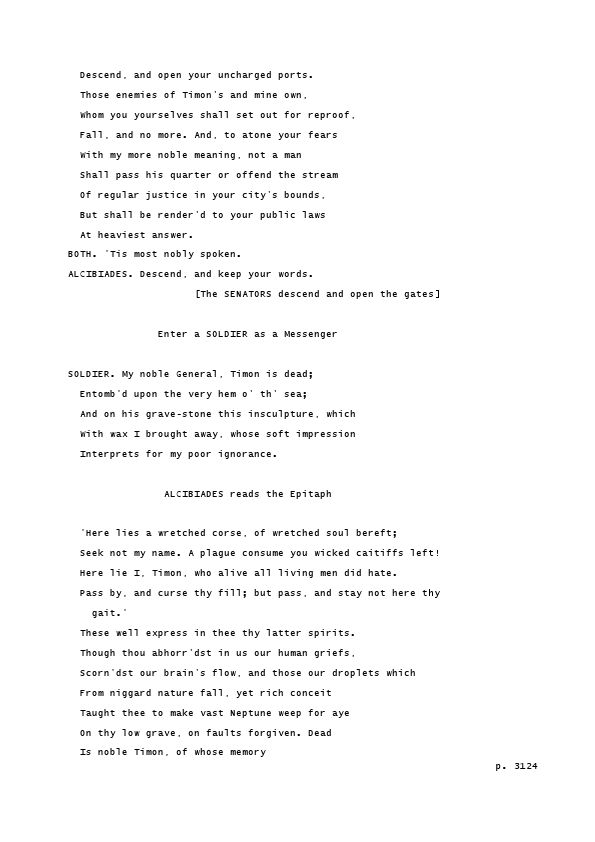 Descend, and open your uncharged ports.
Those enemies of Timon's and mine own,
Whom you yourselves shall set out for reproof,
Fall, and no more. And, to atone your fears
With my more noble meaning, not a man
Shall pass his quarter or offend the stream
Of regular justice in your city's bounds,
But shall be render'd to your public laws
At heaviest answer.
BOTH. 'Tis most nobly spoken.
ALCIBIADES. Descend, and keep your words.
[The SENATORS descend and open the gates]
Enter a SOLDIER as a Messenger
SOLDIER. My noble General, Timon is dead;
Entomb'd upon the very hem o' th' sea;
And on his grave-stone this insculpture, which
With wax I brought away, whose soft impression
Interprets for my poor ignorance.
ALCIBIADES reads the Epitaph
'Here lies a wretched corse, of wretched soul bereft;
Seek not my name. A plague consume you wicked caitiffs left!
Here lie I, Timon, who alive all living men did hate.
Pass by, and curse thy fill; but pass, and stay not here thy
gait.'
These well express in thee thy latter spirits.
Though thou abhorr'dst in us our human griefs,
Scorn'dst our brain's flow, and those our droplets which
From niggard nature fall, yet rich conceit
Taught thee to make vast Neptune weep for aye
On thy low grave, on faults forgiven. Dead
Is noble Timon, of whose memory
p. 3124